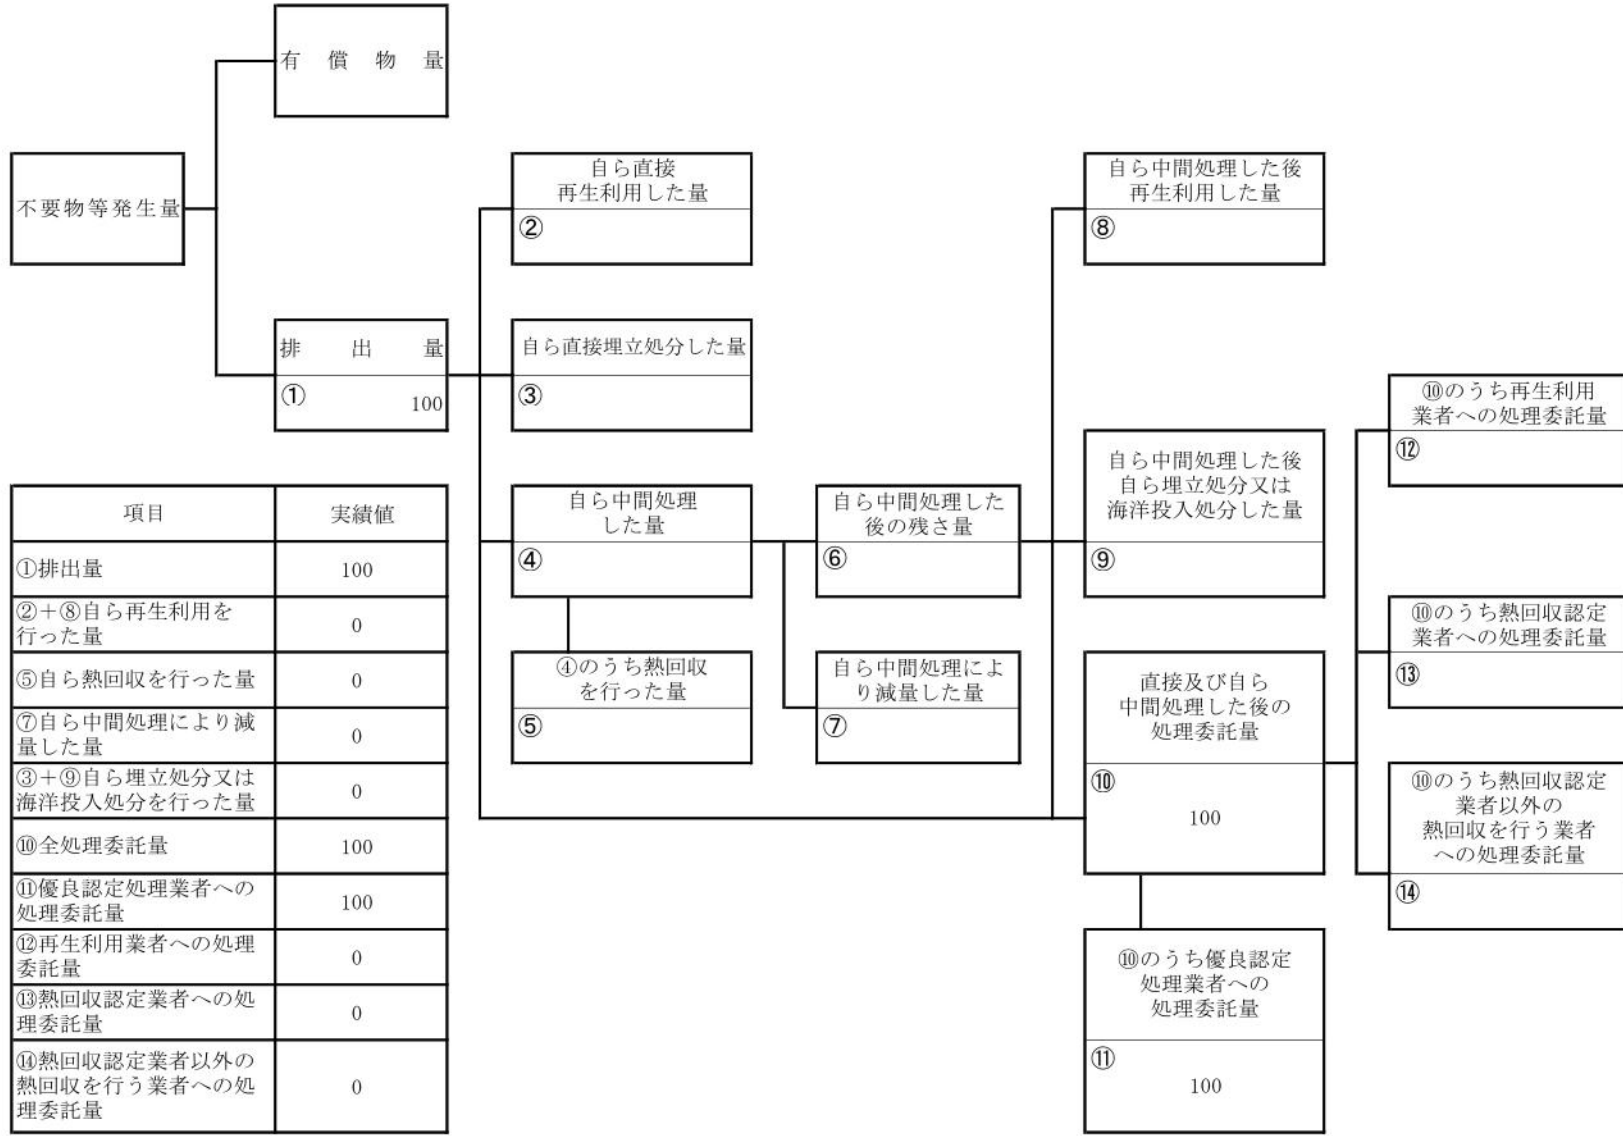 有償物量
不要物等発生量
排出量
①
100
自ら直接
再生利用した量
②
自ら直接埋立処分した量
③
自ら中間処理
した量
④
④のうち熱回収
を行った量
⑤
自ら中間処理した
後の残さ量
⑥
自ら中間処理によ
り減量した量
⑦
自ら中間処理した後
再生利用した量
⑧
自ら中間処理した後
自ら埋立処分又は
海洋投入処分した量
⑨
直接及び自ら
中間処理した後の
処理委託量
⑩
100
⑩のうち優良認定
処理業者への
処理委託量
⑪
100
⑩のうち再生利用
業者への処理委託量
⑫
⑩のうち熱回収認定
業者への処理委託量
⑬
⑩のうち熱回収認定
業者以外の
熱回収を行う業者
への処理委託量
⑭
項目 実績値
①排出量 100
②+⑧自ら再生利用を
行った量 0
⑤自ら熱回収を行った量 0
⑦自ら中間処理により減
量した量 0
③+⑨自ら埋立処分又は
海洋投入処分を行った量 0
⑩全処理委託量 100
⑪優良認定処理業者への
処理委託量 100
⑫再生利用業者への処理
委託量 0
⑬熱回収認定業者への処
理委託量 0
⑭熱回収認定業者以外の
熱回収を行う業者への処 0
理委託量